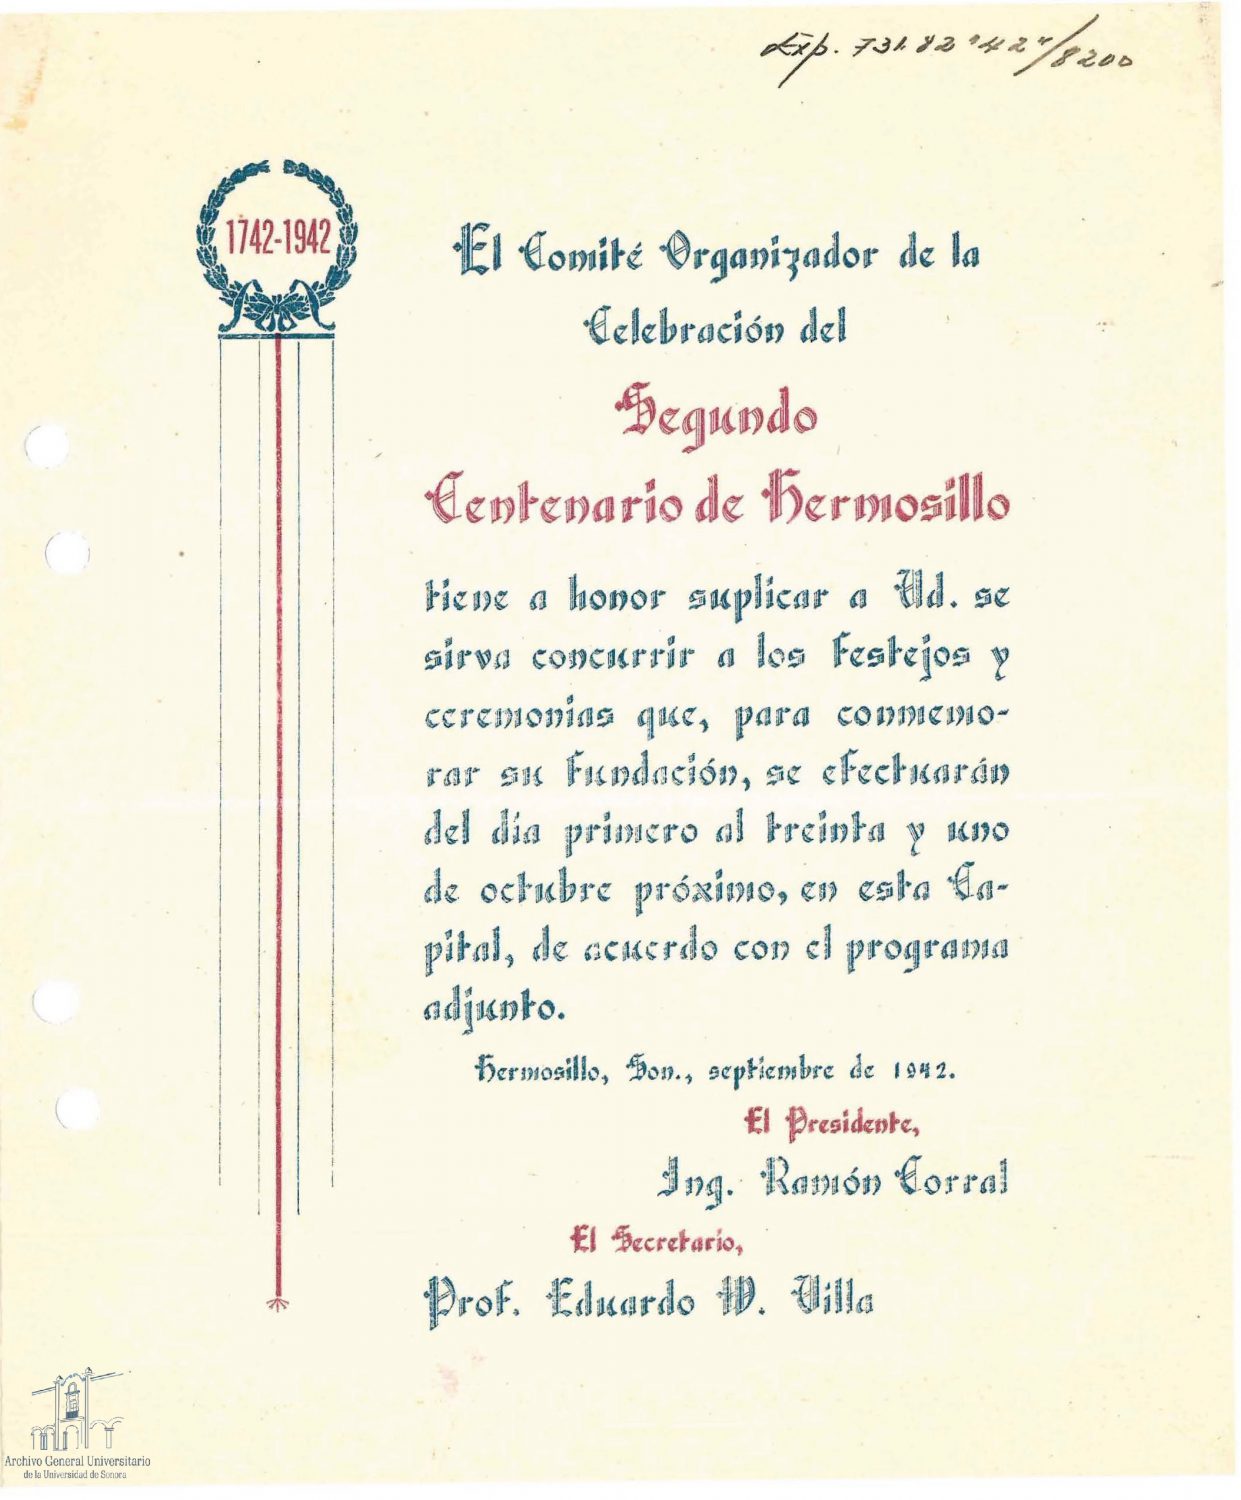 Exp. 731.82"42"/8200
1742-1942
El Comité Organizador de la
Celebración del
Segundo
Centenario de Hermosillo
tiene a honor suplicar a Ud. se
sirva concurrir a los festejos y
ceremonias que, para conmemo-
rar su fundación, se efectuarán
del día primero al treinta y uno
de octubre próximo, en esta Ca-
pital, de acuerdo con el programa
adjunto.
Hermosillo, Son., septiembre de 1942.
El Presidente,
Ing. Ramón Corral
El Secretario,
Prof. Eduardo W. Villa
Archivo General Universitario
de la Universidad de Sonora